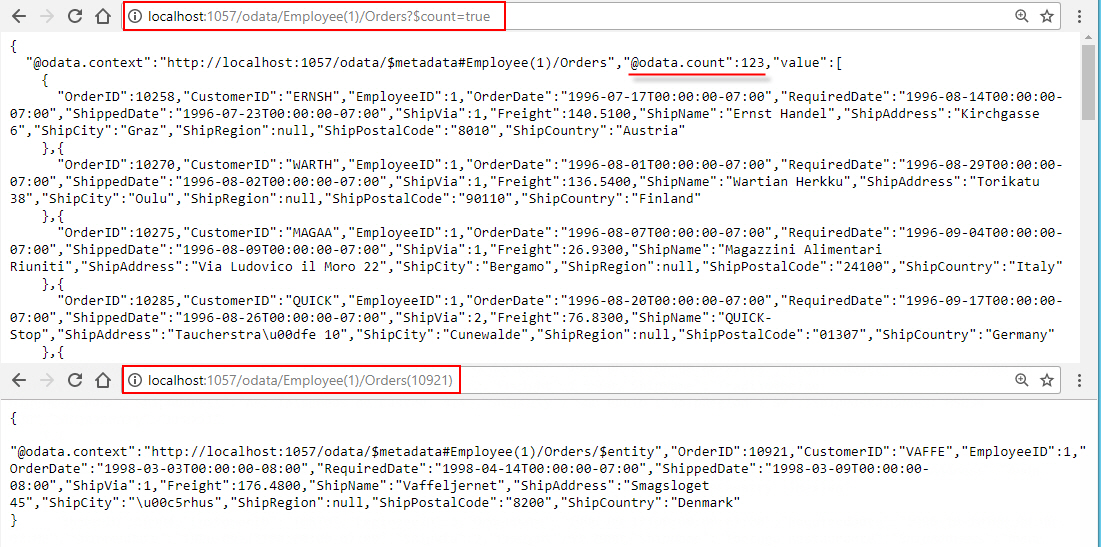 localhost:1057/odata/Employee(1)/Orders?$count=true
{
"@odata.context":"http://localhost:1057/odata/$metadata#Employee(1)/Orders","@odata.count":123,"value":[
{
"OrderID":10258,"CustomerID":"ERNSH","EmployeeID":1,"OrderDate":"1996-07-17T00:00:00-07:00","RequiredDate":"1996-08-14T00:00:00-
07:00","ShippedDate":"1996-07-23T00:00:00-07:00","ShipVia":1,"Freight":140.5100,"ShipName":"Ernst Handel","ShipAddress":"Kirchgasse
6","ShipCity":"Graz","ShipRegion":null,"ShipPostalCode":"8010","ShipCountry":"Austria"
},{
"OrderID":10270,"CustomerID":"WARTH","EmployeeID":1,"OrderDate":"1996-08-01T00:00:00-07:00","RequiredDate":"1996-08-29T00:00:00-
07:00","ShippedDate":"1996-08-02T00:00:00-07:00","ShipVia":1,"Freight":136.5400,"ShipName":"Wartian Herkku","ShipAddress":"Torikatu
38","ShipCity":"Oulu","ShipRegion":null,"ShipPostalCode":"90110","ShipCountry":"Finland"
},{
"OrderID":10275,"CustomerID":"MAGAA","EmployeeID":1,"OrderDate":"1996-08-07T00:00:00-07:00","RequiredDate":"1996-09-04T00:00:00-
07:00","ShippedDate":"1996-08-09T00:00:00-07:00","ShipVia":1,"Freight":26.9300,"ShipName":"Magazzini Alimentari
Riuniti","ShipAddress":"Via Ludovico il Moro 22","ShipCity":"Bergamo","ShipRegion":null,"ShipPostalCode":"24100","ShipCountry":"Italy"
},{
"OrderID":10285,"CustomerID":"QUICK","EmployeeID":1,"OrderDate":"1996-08-20T00:00:00-07:00","RequiredDate":"1996-09-17T00:00:00-
07:00","ShippedDate":"1996-08-26T00:00:00-07:00","ShipVia":2,"Freight":76.8300,"ShipName":"QUICK-
Stop","ShipAddress":"Taucherstra\u00dfe 10","ShipCity":"Cunewalde","ShipRegion":null,"ShipPostalCode":"01307","ShipCountry":"Germany"
},{
localhost:1057/odata/Employee(1)/Orders(10921)
{
"@odata.context":"http://localhost:1057/odata/$metadata#Employee(1)/Orders/$entity","OrderID":10921,"CustomerID":"VAFFE","EmployeeID":1,"
OrderDate":"1998-03-03T00:00:00-08:00","RequiredDate":"1998-04-14T00:00:00-07:00","ShippedDate":"1998-03-09T00:00:00-
08:00","ShipVia":1,"Freight":176.4800,"ShipName":"Vaffeljernet","ShipAddress":"Smagsloget
45","ShipCity":"\u00c5rhus","ShipRegion":null,"ShipPostalCode":"8200","ShipCountry":"Denmark"
}